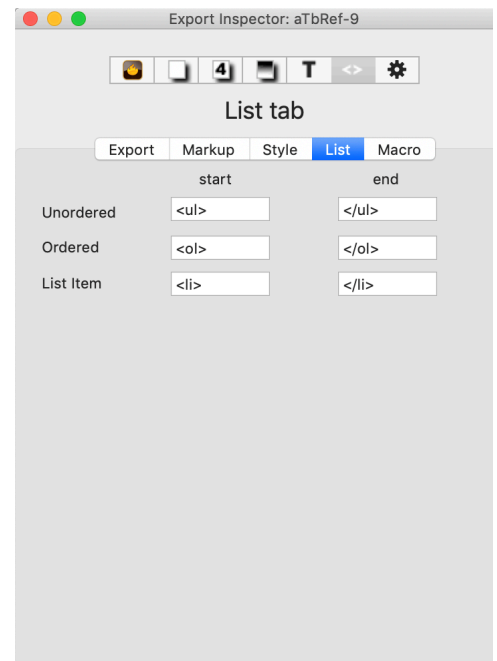 Export Inspector: aTbRef-9
4 T <>
List tab
Export Markup Style List Macro
start end
Unordered <ul> </ul>
Ordered <ol> </ol>
List Item <li> </li>